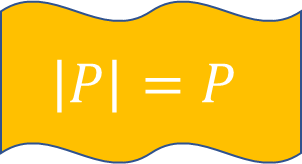 |P| = P